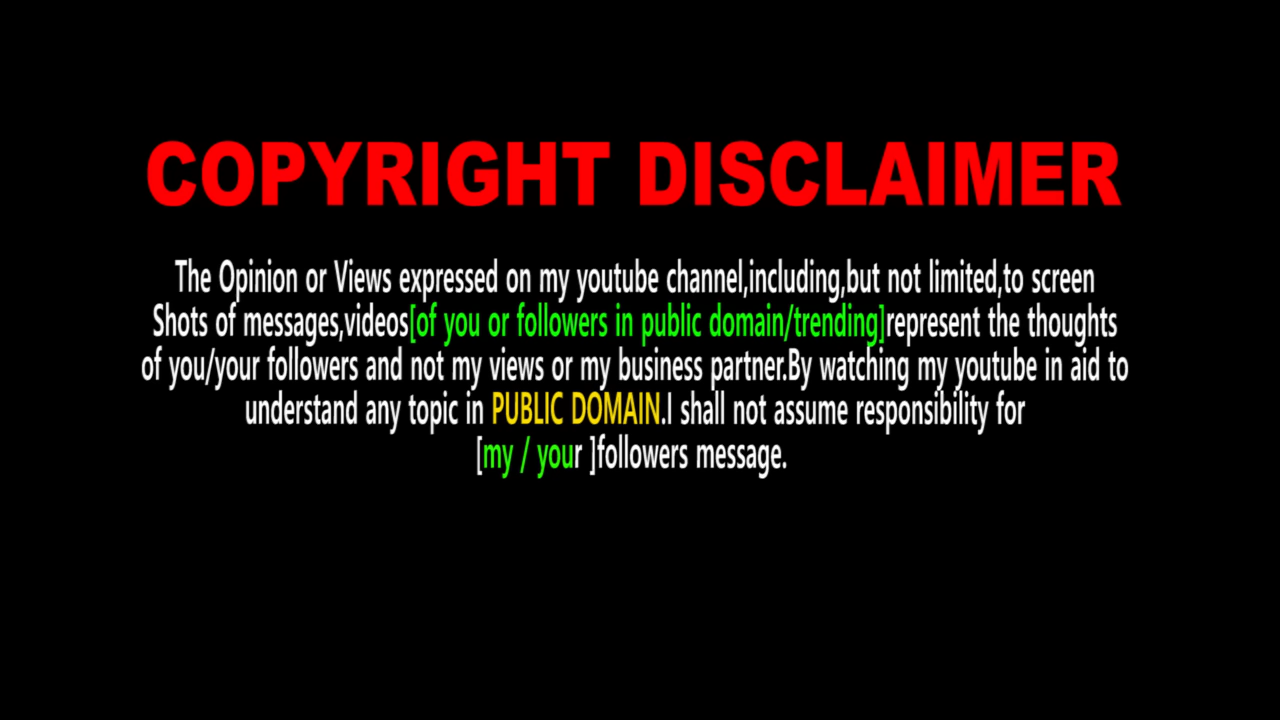 COPYRIGHT DISCLAIMER
The Opinion or Views expressed on my youtube channel,including,but not limited,to screen
Shots of messages,videos[of you or followers in public domain/trending]represent the thoughts
of you/your followers and not my views or my business partner.By watching my youtube in aid to
understand any topic in PUBLIC DOMAIN.I shall not assume responsibility for
[my / your ]followers message.